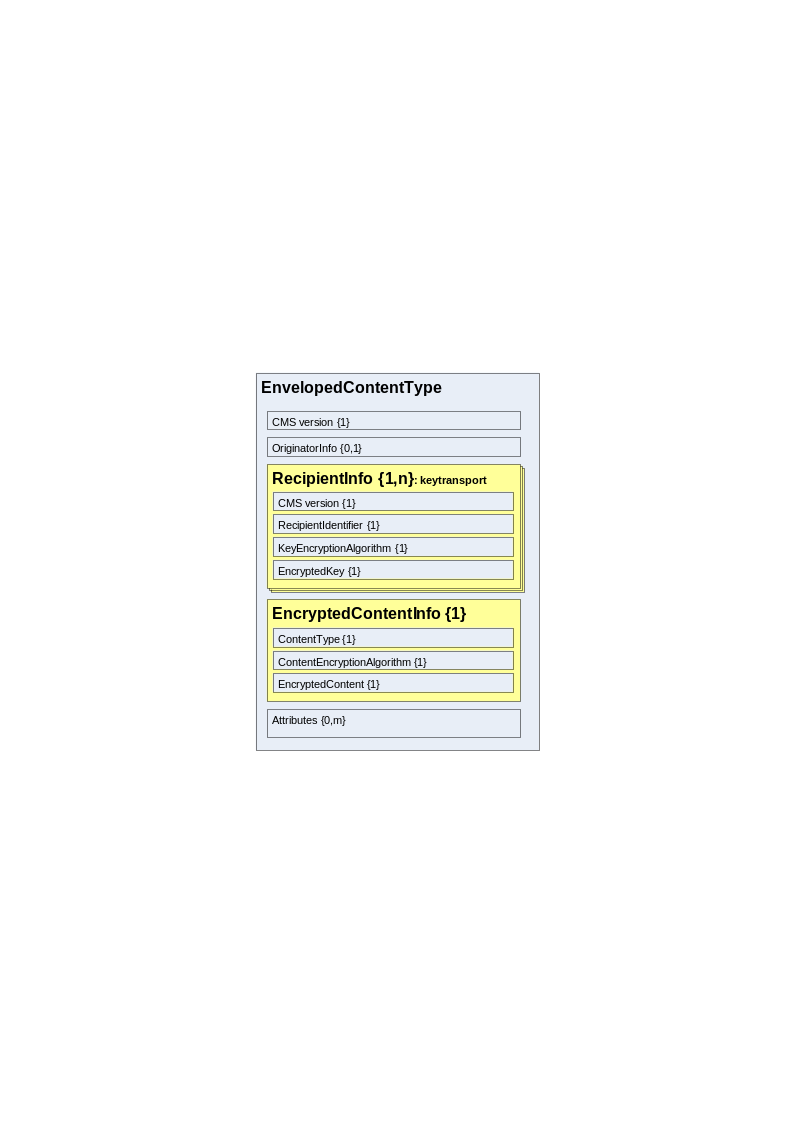 EnvelopedContentType
CMS version {1}
OriginatorInfo {0,1}
RecipientInfo {1,n}: keytransport
CMS version {1}
RecipientIdentifier {1}
KeyEncryptionAlgorithm {1}
EncryptedKey {1}
EncryptedContentInfo {1}
ContentType {1}
ContentEncryptionAlgorithm {1}
EncryptedContent {1}
Attributes {0,m}